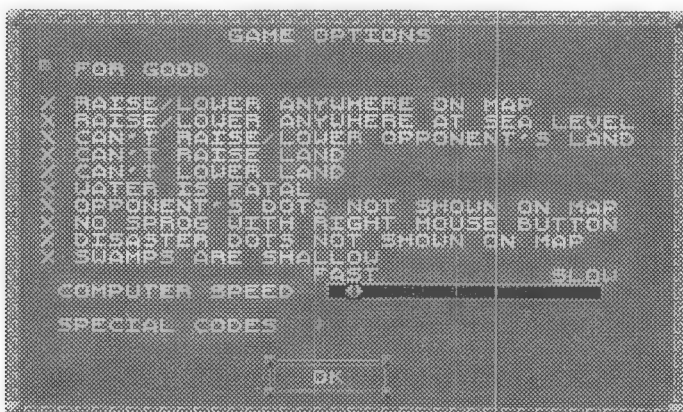 GAME OPTIONS
FOR GOOD
X RAISE/LOWER ANYWHERE ON MAP
X RAISE/LOWER ANYWHERE AT SEA LEVEL
X CAN'T RAISE/LOWER OPPONENT'S LAND
X CAN'T RAISE LAND
X CAN'T LOWER LAND
X WATER IS FATAL
X OPPONENT'S DOTS NOT SHOWN ON MAP
X NO SPROG WITH RIGHT MOUSE BUTTON
X DISASTER DOTS NOT SHOWN ON MAP
X SWAMPS ARE SHALLOW
FAST SLOW
COMPUTER SPEED
SPECIAL CODES
OK